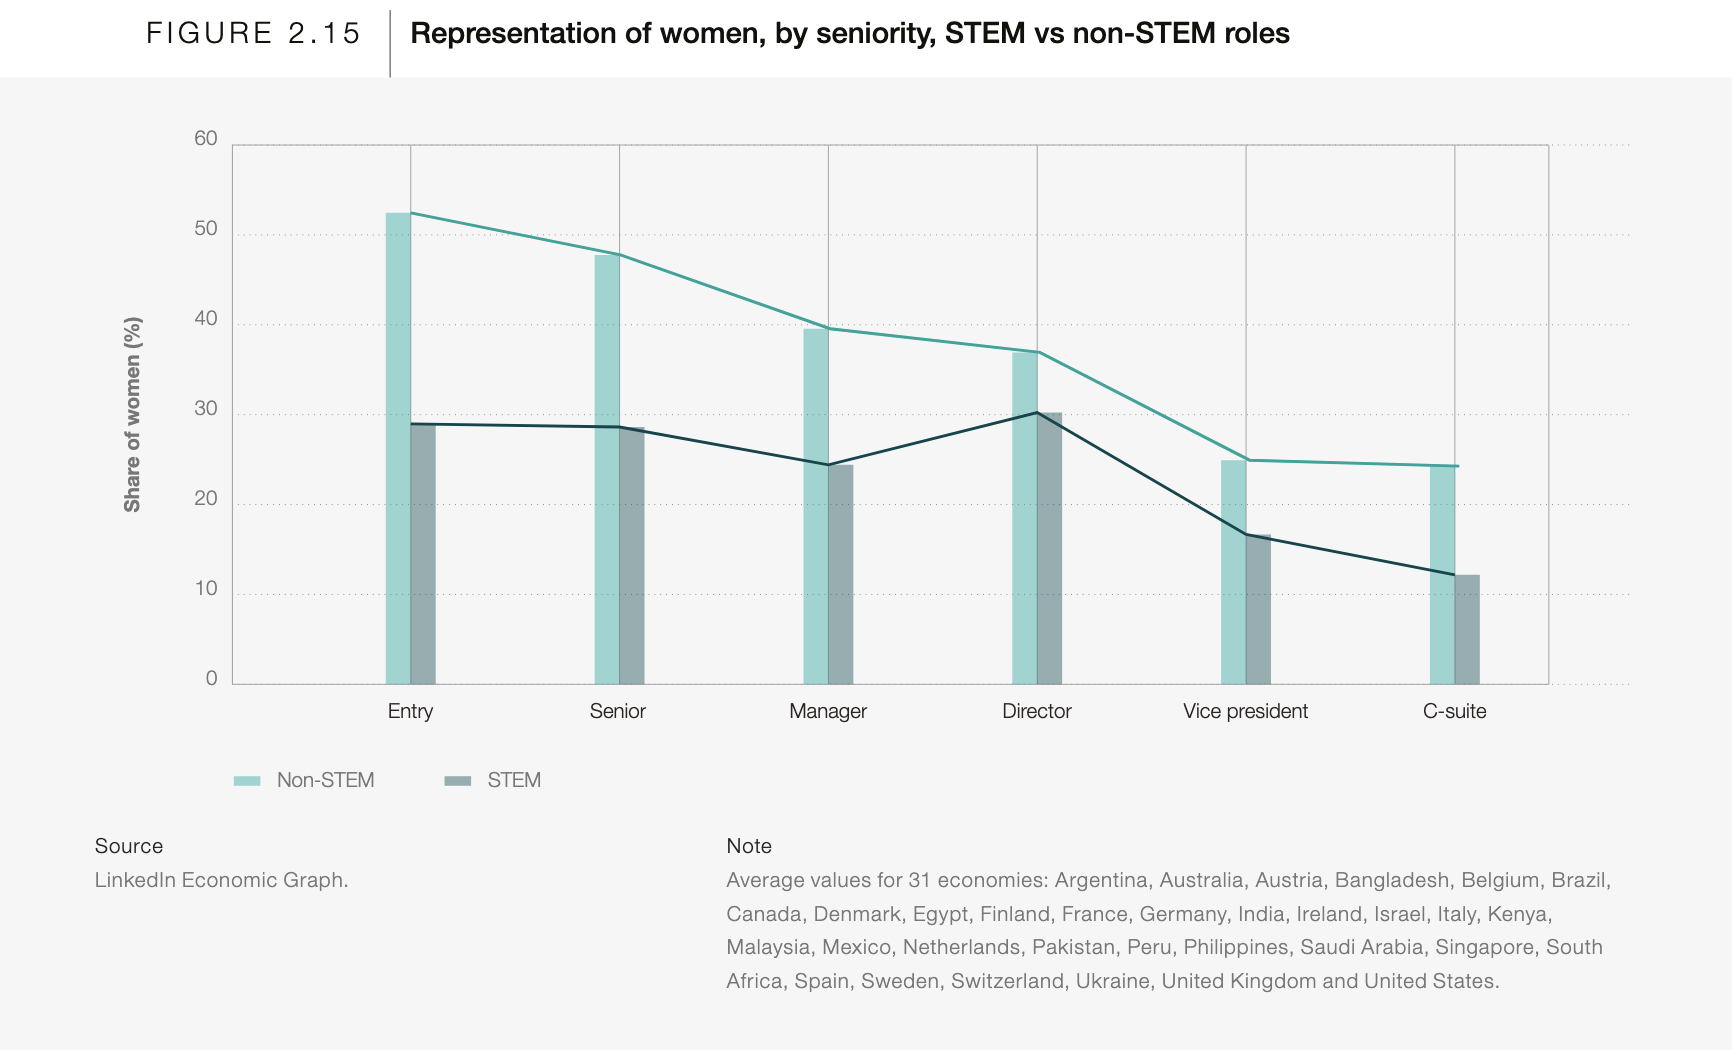 FIGURE 2.15
Representation of women, by seniority, STEM vs non-STEM roles
60
50
40
30
20
10
0
Share of women (%)
Entry
Senior
Manager
Director
Vice president
C-suite
Non-STEM
STEM
Source
LinkedIn Economic Graph.
Note
Average values for 31 economies: Argentina, Australia, Austria, Bangladesh, Belgium, Brazil,
Canada, Denmark, Egypt, Finland, France, Germany, India, Ireland, Israel, Italy, Kenya,
Malaysia, Mexico, Netherlands, Pakistan, Peru, Philippines, Saudi Arabia, Singapore, South
Africa, Spain, Sweden, Switzerland, Ukraine, United Kingdom and United States.